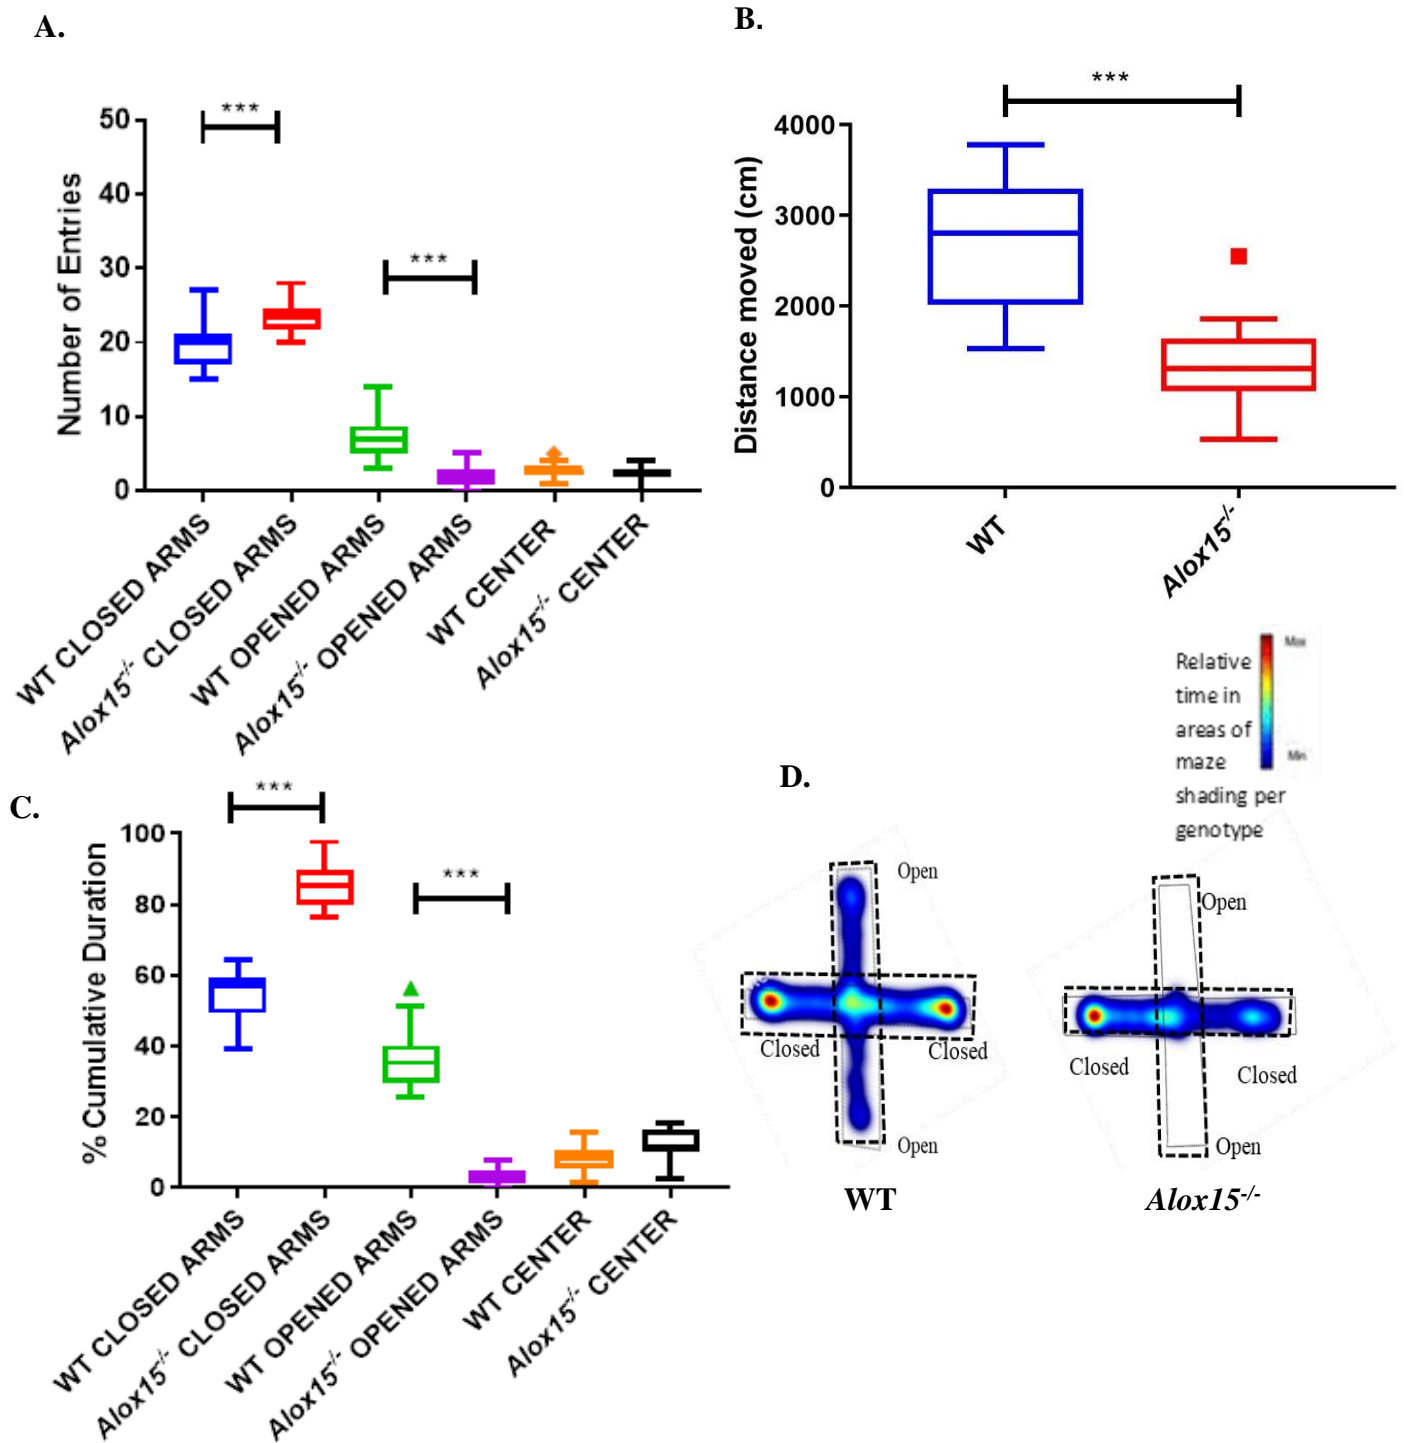 A.
B.
***
50
40
30
20
10
0
Number of Entries
***
WT CLOSED ARMS
Alox15-/- CLOSED ARMS
WT OPENED ARMS
Alox15-/- OPENED ARMS
WT CENTER
Alox15-/- CENTER
***
4000
3000
2000
1000
0
Distance moved (cm)
WT
Alox15-/-
Relative
time in
areas of
maze
shading per
genotype
Max
Min
C.
***
***
100
80
60
40
20
0
% Cumulative Duration
WT CLOSED ARMS
Alox15-/- CLOSED ARMS
WT OPENED ARMS
Alox15-/- OPENED ARMS
WT CENTER
Alox15-/- CENTER
D.
Open
Closed
Closed
Open
WT
Open
Closed
Closed
Open
Alox15-/-